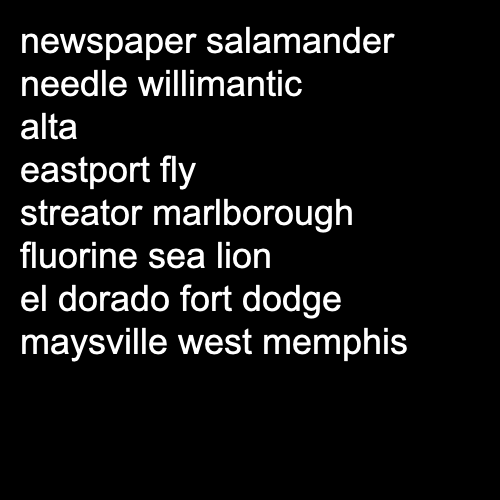 newspaper salamander
needle willimantic
alta
eastport fly
streator marlborough
fluorine sea lion
el dorado fort dodge
maysville west memphis